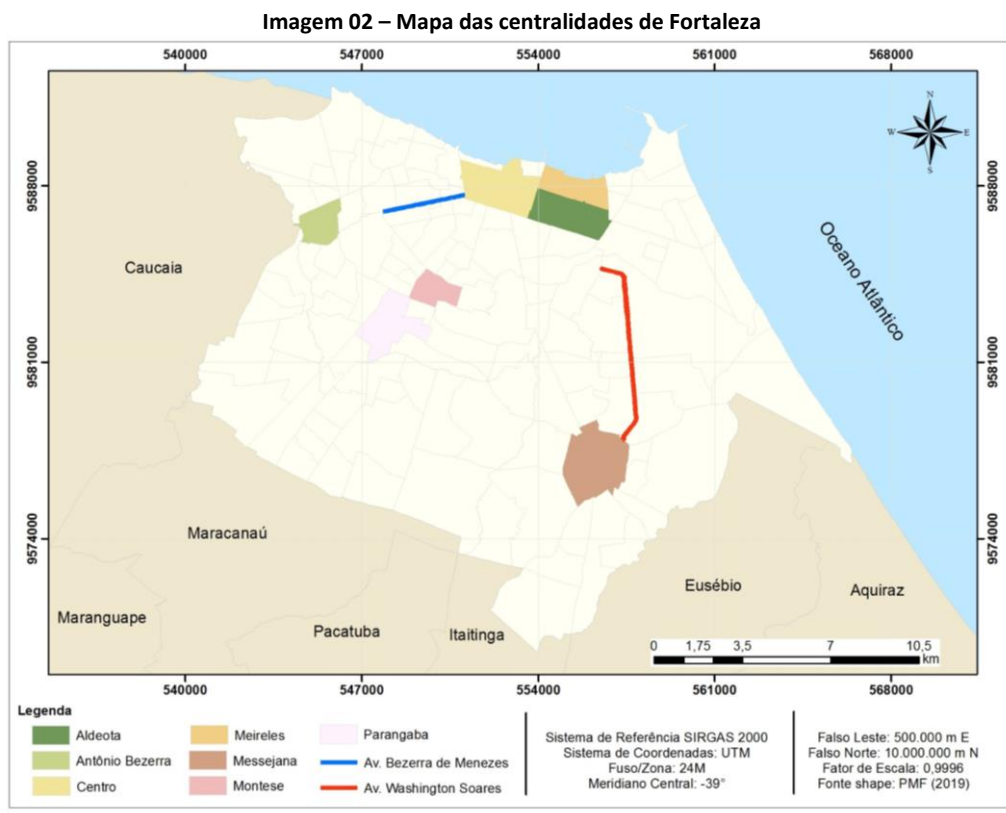 Imagem 02 – Mapa das centralidades de Fortaleza
540000 547000 554000 561000 568000
N
W E
S
9588000 9588000
Oceano Atlântico
Caucaia
9581000 9581000
9574000 9574000
Maracanaú
Eusébio
Aquiraz
Maranguape
Pacatuba
Itaitinga
0 1,75 3,5 7 10,5
km
540000 547000 554000 561000 568000
Legenda
Aldeota
Antônio Bezerra
Centro
Meireles
Messejana
Montese
Parangaba
Av. Bezerra de Menezes
Av. Washington Soares
Sistema de Referência SIRGAS 2000
Sistema de Coordenadas: UTM
Fuso/Zona: 24M
Meridiano Central: -39°
Falso Leste: 500.000 m E
Falso Norte: 10.000.000 m N
Fator de Escala: 0,9996
Fonte shape: PMF (2019)